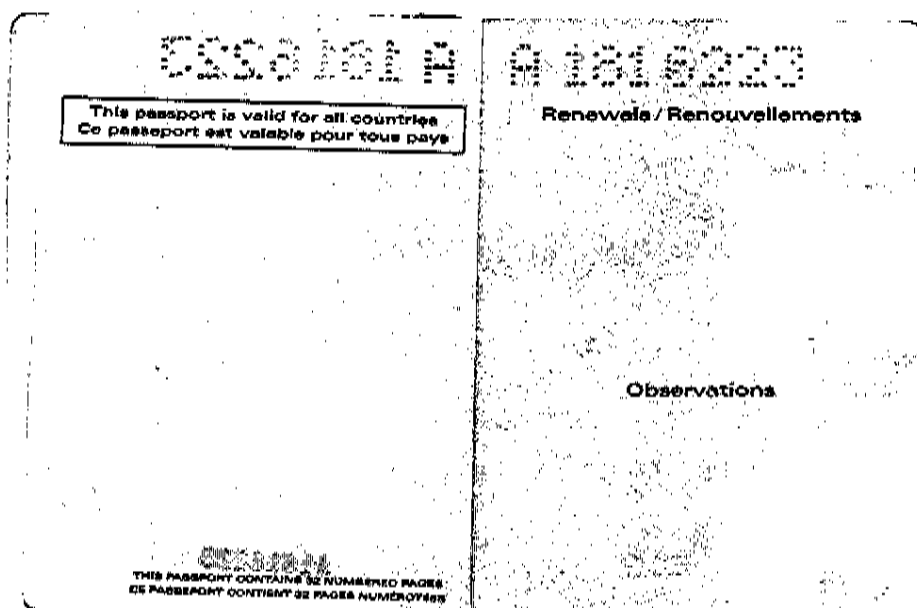 This passport is valid for all countries
Ce passeport est valable pour tous pays
THIS PASSPORT CONTAINS 32 NUMBERED PAGES
CE PASSEPORT CONTIENT 32 PAGES NUMÉROTÉES
Renewals / Renouvellements
Observations